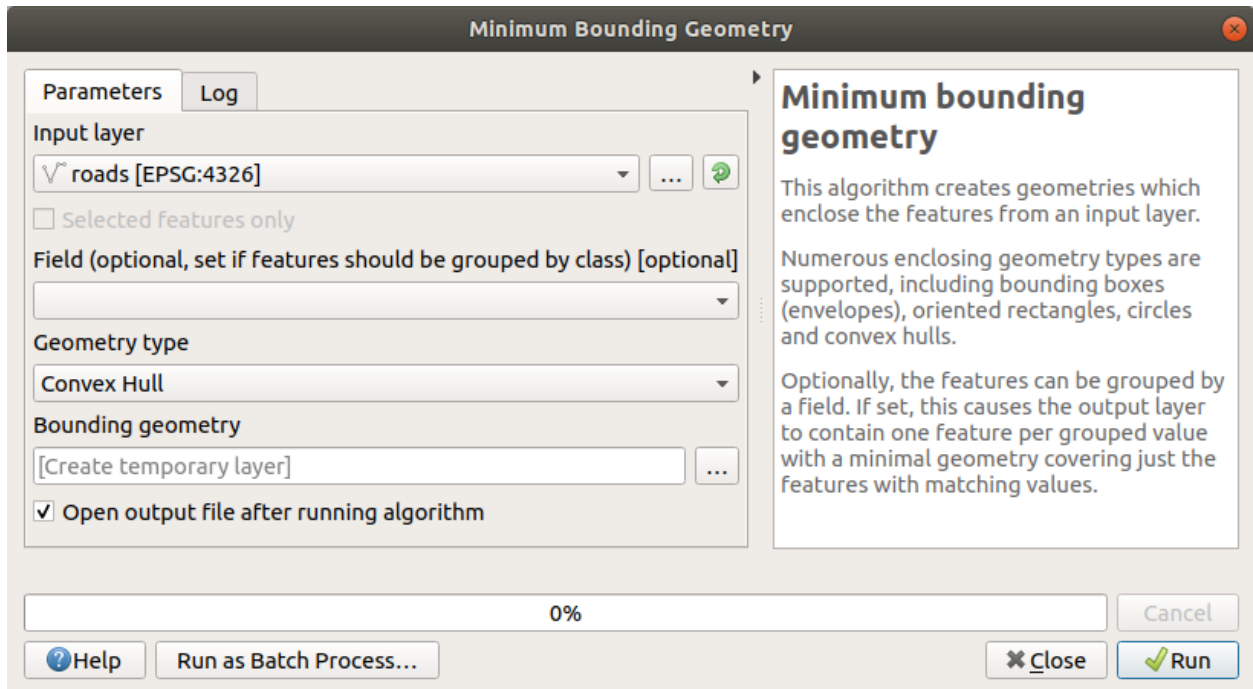 Minimum Bounding Geometry
Parameters
Log
Input layer
roads [EPSG:4326]
...
Selected features only
Field (optional, set if features should be grouped by class) [optional]
Geometry type
Convex Hull
Bounding geometry
[Create temporary layer]
...
Open output file after running algorithm
Minimum bounding
geometry
This algorithm creates geometries which
enclose the features from an input layer.
Numerous enclosing geometry types are
supported, including bounding boxes
(envelopes), oriented rectangles, circles
and convex hulls.
Optionally, the features can be grouped by
a field. If set, this causes the output layer
to contain one feature per grouped value
with a minimal geometry covering just the
features with matching values.
0%
Cancel
Help
Run as Batch Process...
Close
Run